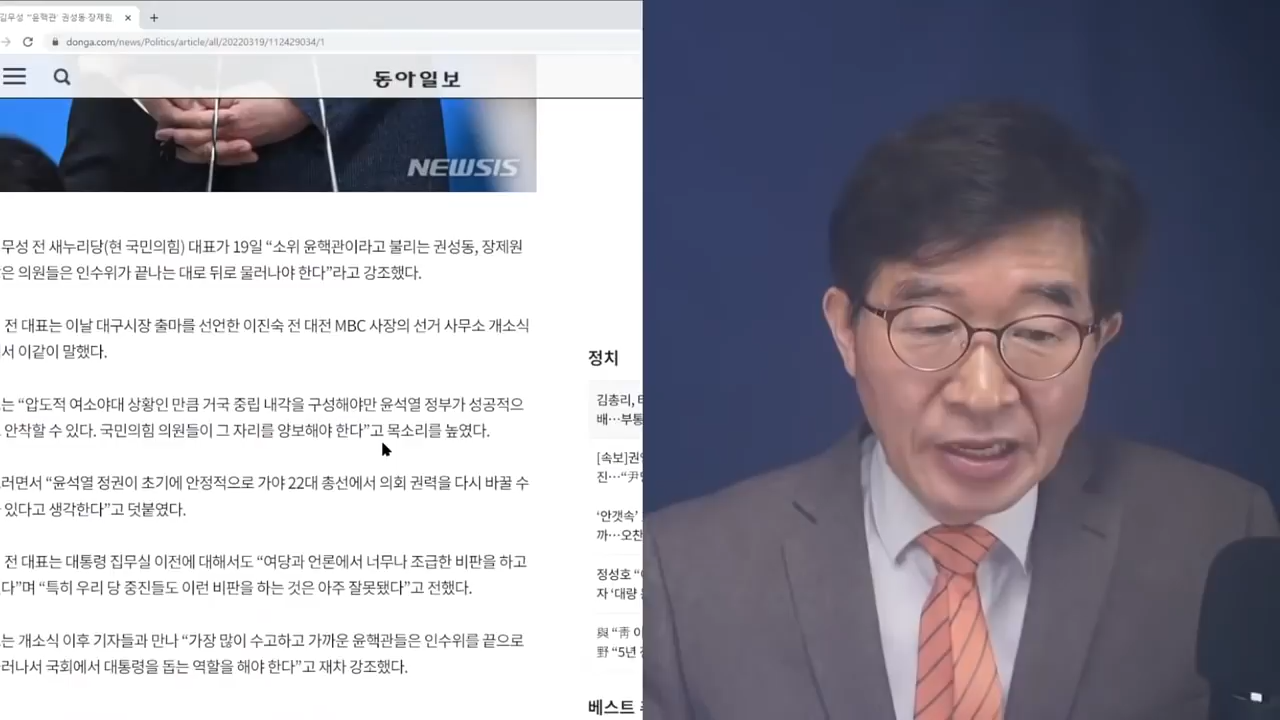 김무성 "'윤핵관' 권성동·장제원
donga.com/news/Politics/article/all/20220319/112429034/1
동아일보
NEWSIS
무성 전 새누리당(현 국민의힘) 대표가 19일 “소위 윤핵관이라고 불리는 권성동, 장제원
은 의원들은 인수위가 끝나는 대로 뒤로 물러나야 한다”라고 강조했다.
전 대표는 이날 대구시장 출마를 선언한 이진숙 전 대전 MBC 사장의 선거 사무소 개소식
서 이같이 말했다.
는 “압도적 여소야대 상황인 만큼 거국 중립 내각을 구성해야만 윤석열 정부가 성공적으
안착할 수 있다. 국민의힘 의원들이 그 자리를 양보해야 한다”고 목소리를 높였다.
러면서 “윤석열 정권이 초기에 안정적으로 가야 22대 총선에서 의회 권력을 다시 바꿀 수
있다고 생각한다”고 덧붙였다.
전 대표는 대통령 집무실 이전에 대해서도 “여당과 언론에서 너무나 조급한 비판을 하고
다”며 “특히 우리 당 중진들도 이런 비판을 하는 것은 아주 잘못됐다”고 전했다.
는 개소식 이후 기자들과 만나 “가장 많이 수고하고 가까운 윤핵관들은 인수위를 끝으로
러나서 국회에서 대통령을 돕는 역할을 해야 한다”고 재차 강조했다.
정치
김총리,
배…부통
[속보]권
진…“尹
‘안갯속’
까…오찬
정성호 “
자 ‘대량
與 “靑 이
野 “5년
베스트